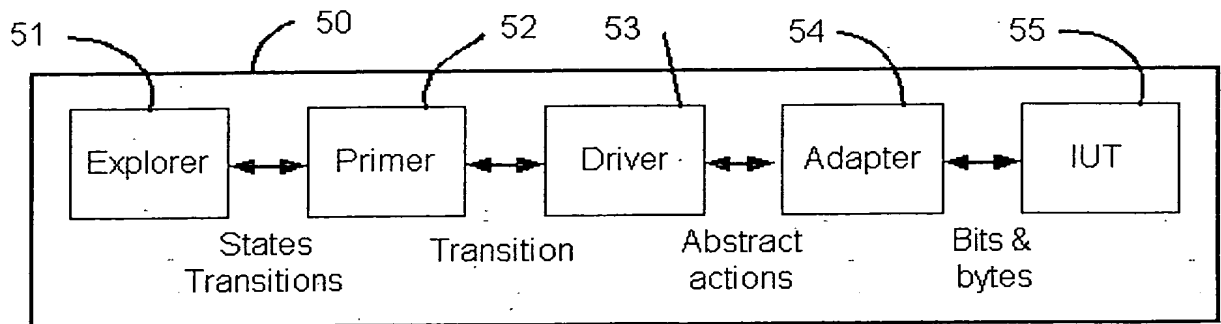 51 50 52 53 54 55
Explorer Primer Driver Adapter IUT
States
Transitions
Transition
Abstract
actions
Bits &
bytes